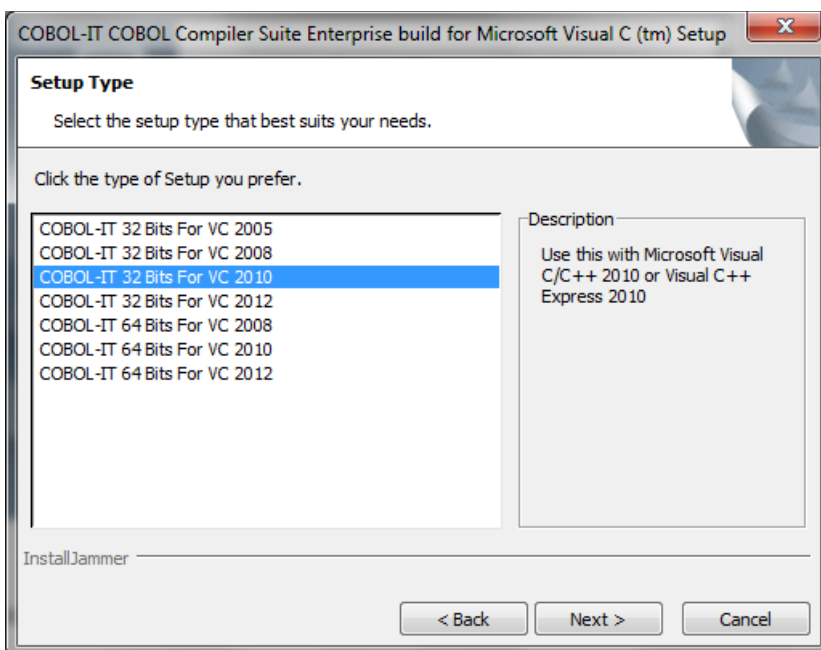 COBOL-IT COBOL Compiler Suite Enterprise build for Microsoft Visual C (tm) Setup
Setup Type
Select the setup type that best suits your needs.
Click the type of Setup you prefer.
COBOL-IT 32 Bits For VC 2005
COBOL-IT 32 Bits For VC 2008
COBOL-IT 32 Bits For VC 2010
COBOL-IT 32 Bits For VC 2012
COBOL-IT 64 Bits For VC 2008
COBOL-IT 64 Bits For VC 2010
COBOL-IT 64 Bits For VC 2012
Description
Use this with Microsoft Visual
C/C++ 2010 or Visual C++
Express 2010
InstallJammer
< Back
Next >
Cancel